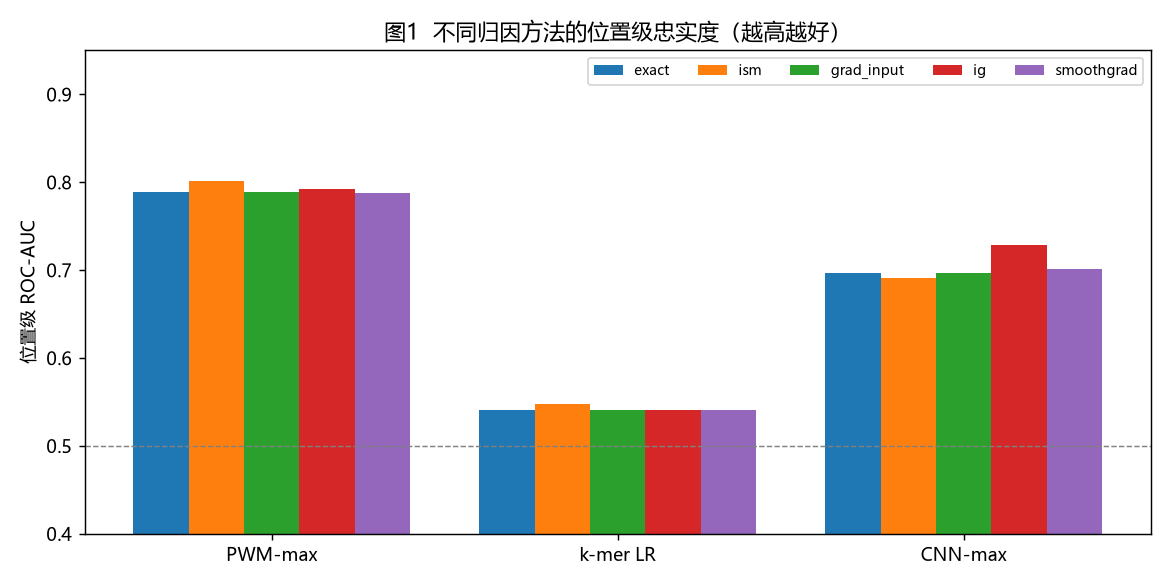 图1 不同归因方法的位置级忠实度（越高越好）
exact ism grad_input ig smoothgrad
位置级 ROC-AUC
0.9
0.8
0.7
0.6
0.5
0.4
PWM-max k-mer LR CNN-max